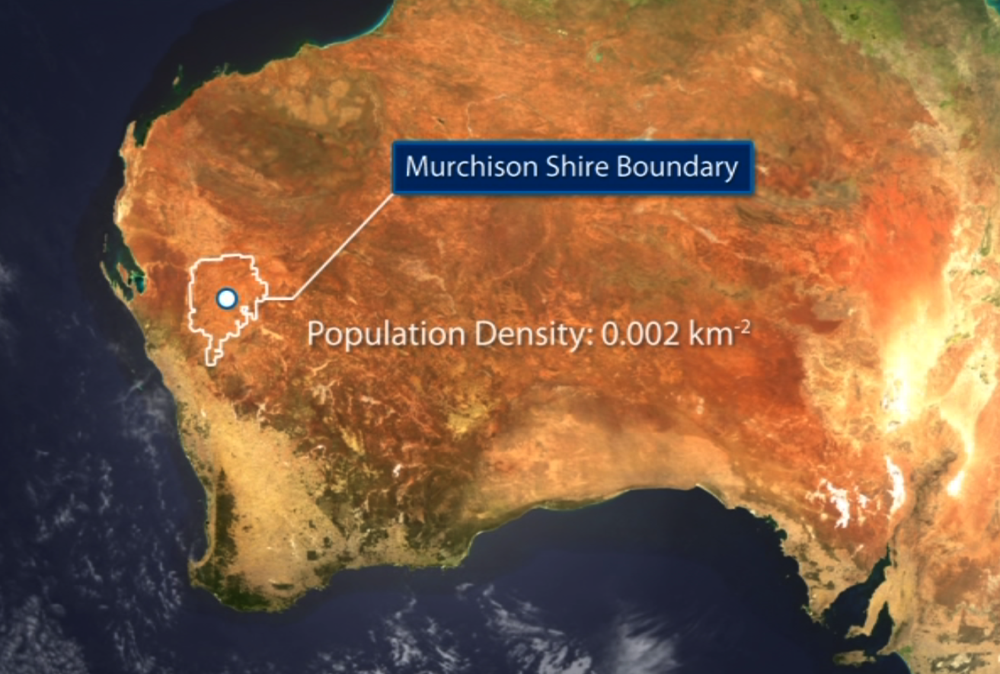 Murchison Shire Boundary
Population Density: 0.002 km⁻²